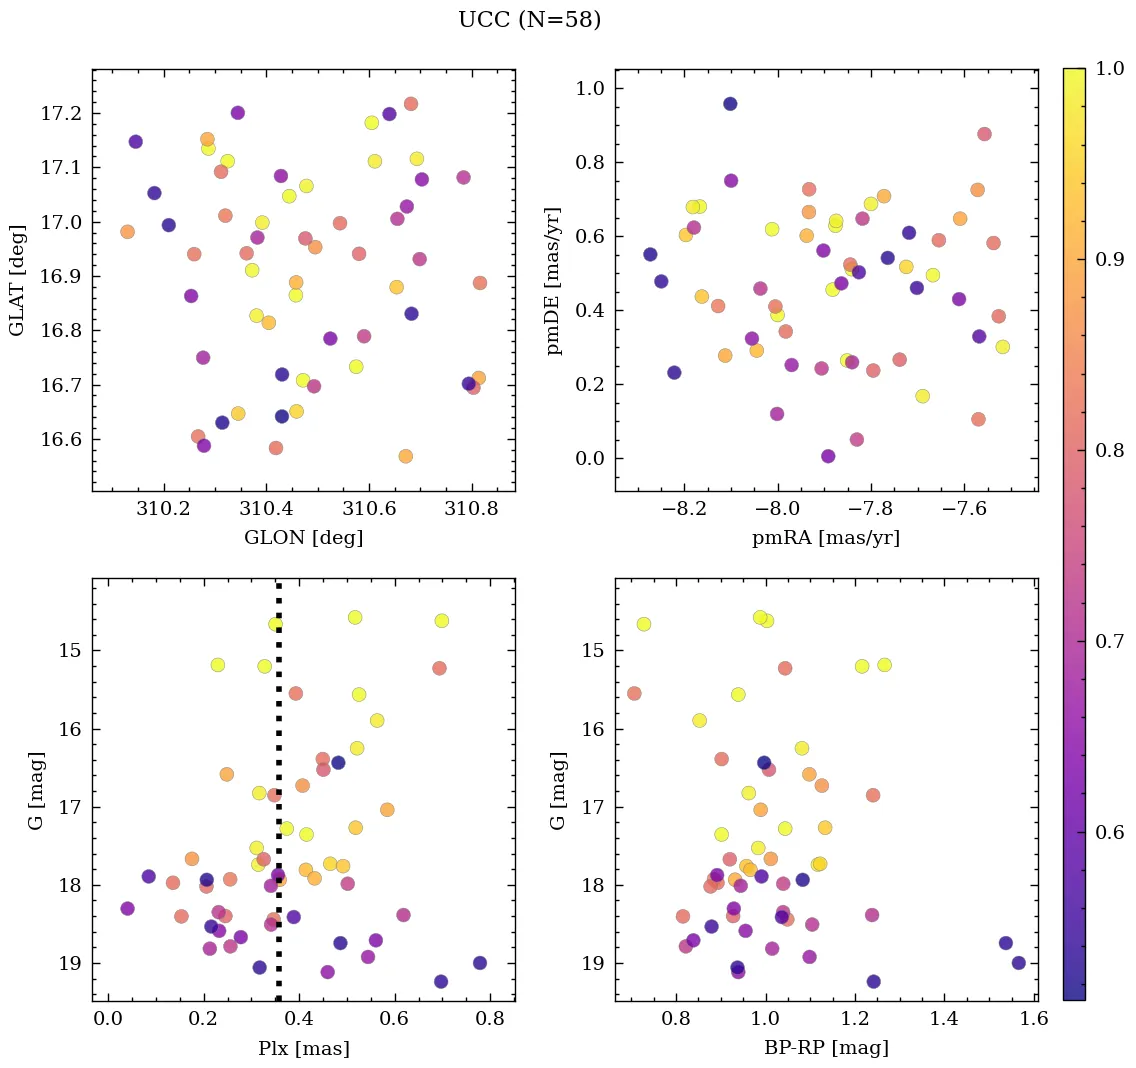 UCC (N=58)
17.2
17.1
17.0
16.9
16.8
16.7
16.6
GLAT [deg]
310.2 310.4 310.6 310.8
GLON [deg]
1.0
0.8
0.6
0.4
0.2
0.0
pmDE [mas/yr]
−8.2 −8.0 −7.8 −7.6
pmRA [mas/yr]
15
16
17
18
19
G [mag]
0.0 0.2 0.4 0.6 0.8
Plx [mas]
15
16
17
18
19
G [mag]
0.8 1.0 1.2 1.4 1.6
BP-RP [mag]
1.0
0.9
0.8
0.7
0.6